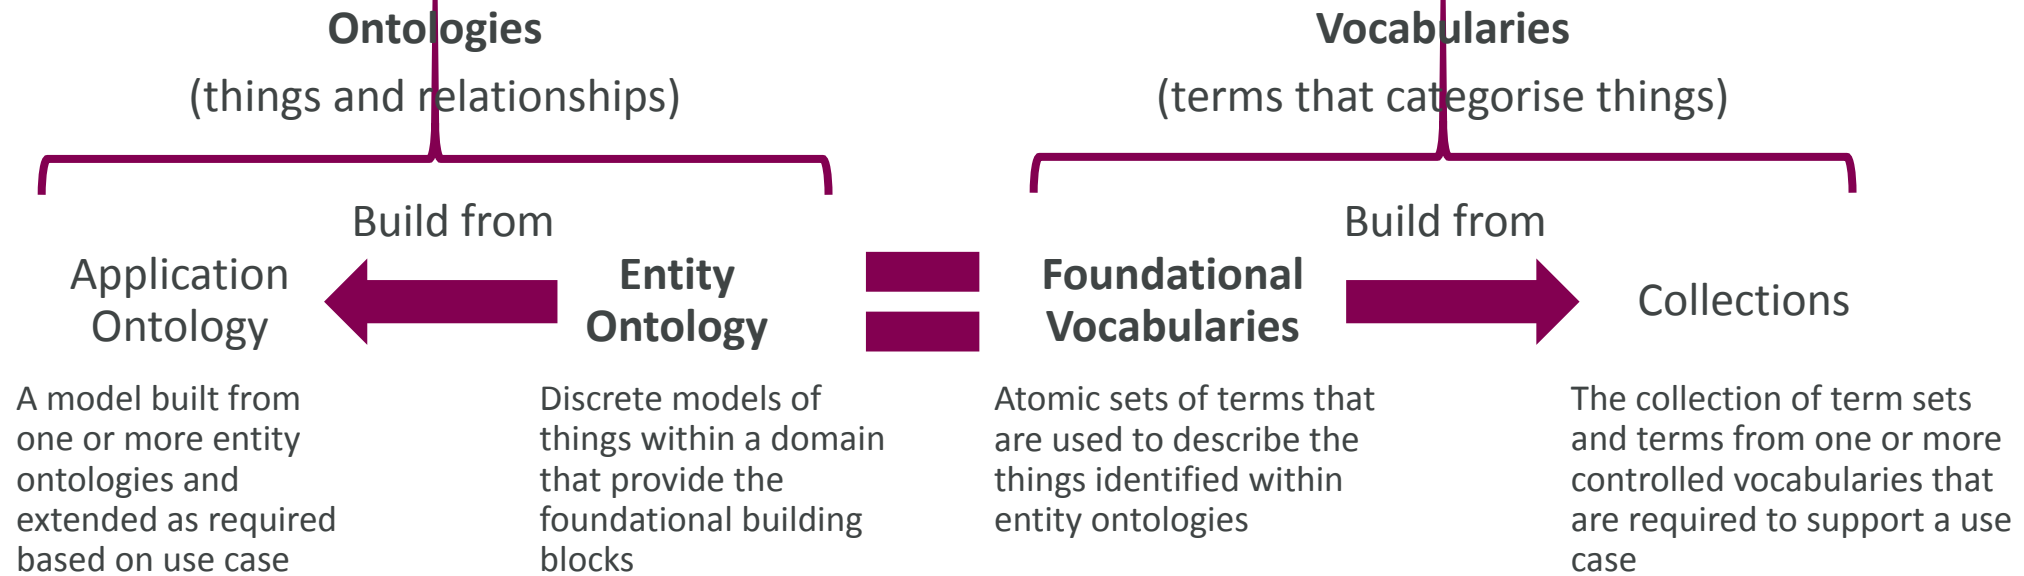 Ontologies
(things and relationships)
Vocabularies
(terms that categorise things)
Build from
Application
Ontology
Entity
Ontology
Build from
Foundational
Vocabularies
Collections
A model built from
one or more entity
ontologies and
extended as required
based on use case
Discrete models of
things within a domain
that provide the
foundational building
blocks
Atomic sets of terms that
are used to describe the
things identified within
entity ontologies
The collection of term sets
and terms from one or more
controlled vocabularies that
are required to support a use
case